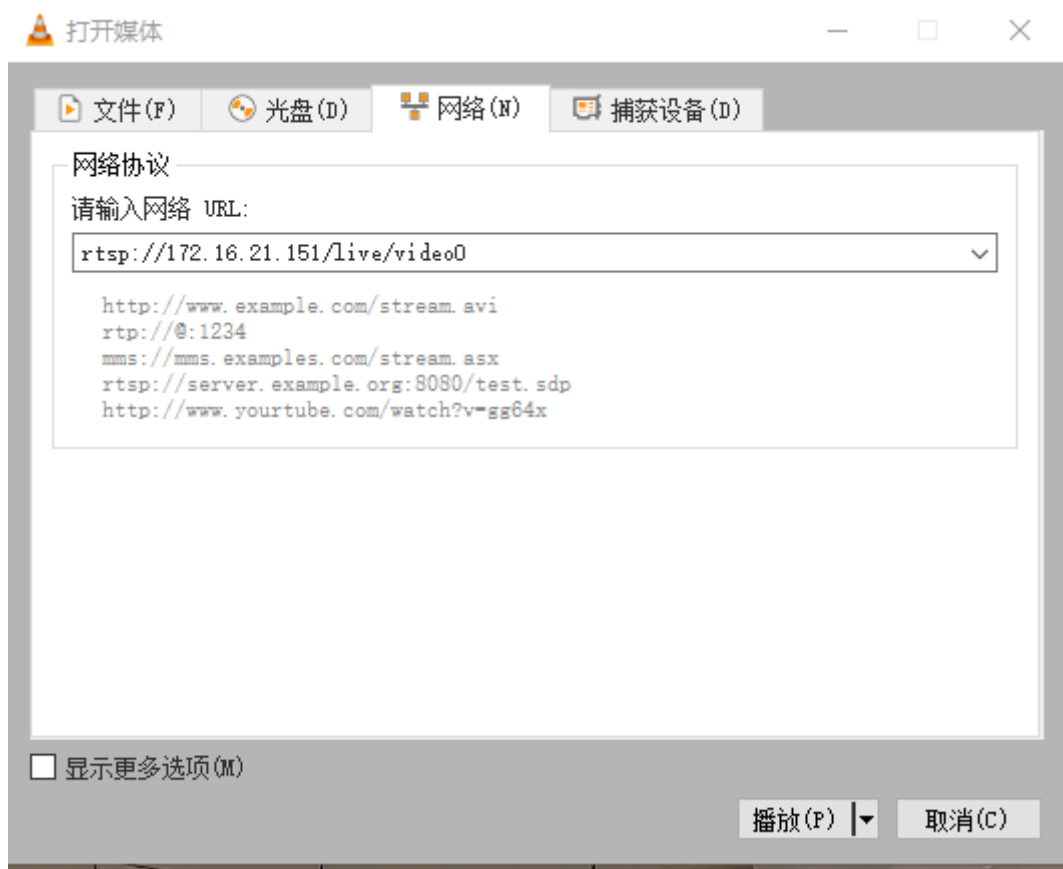 打开媒体
文件(F) 光盘(D) 网络(N) 捕获设备(D)
网络协议
请输入网络 URL:
rtsp://172.16.21.151/live/video0
http://www.example.com/stream.avi
rtp://@:1234
mms://mms.examples.com/stream.asx
rtsp://server.example.org:8080/test.sdp
http://www.yourtube.com/watch?v=gg64x
显示更多选项(M)
播放(P) 取消(C)